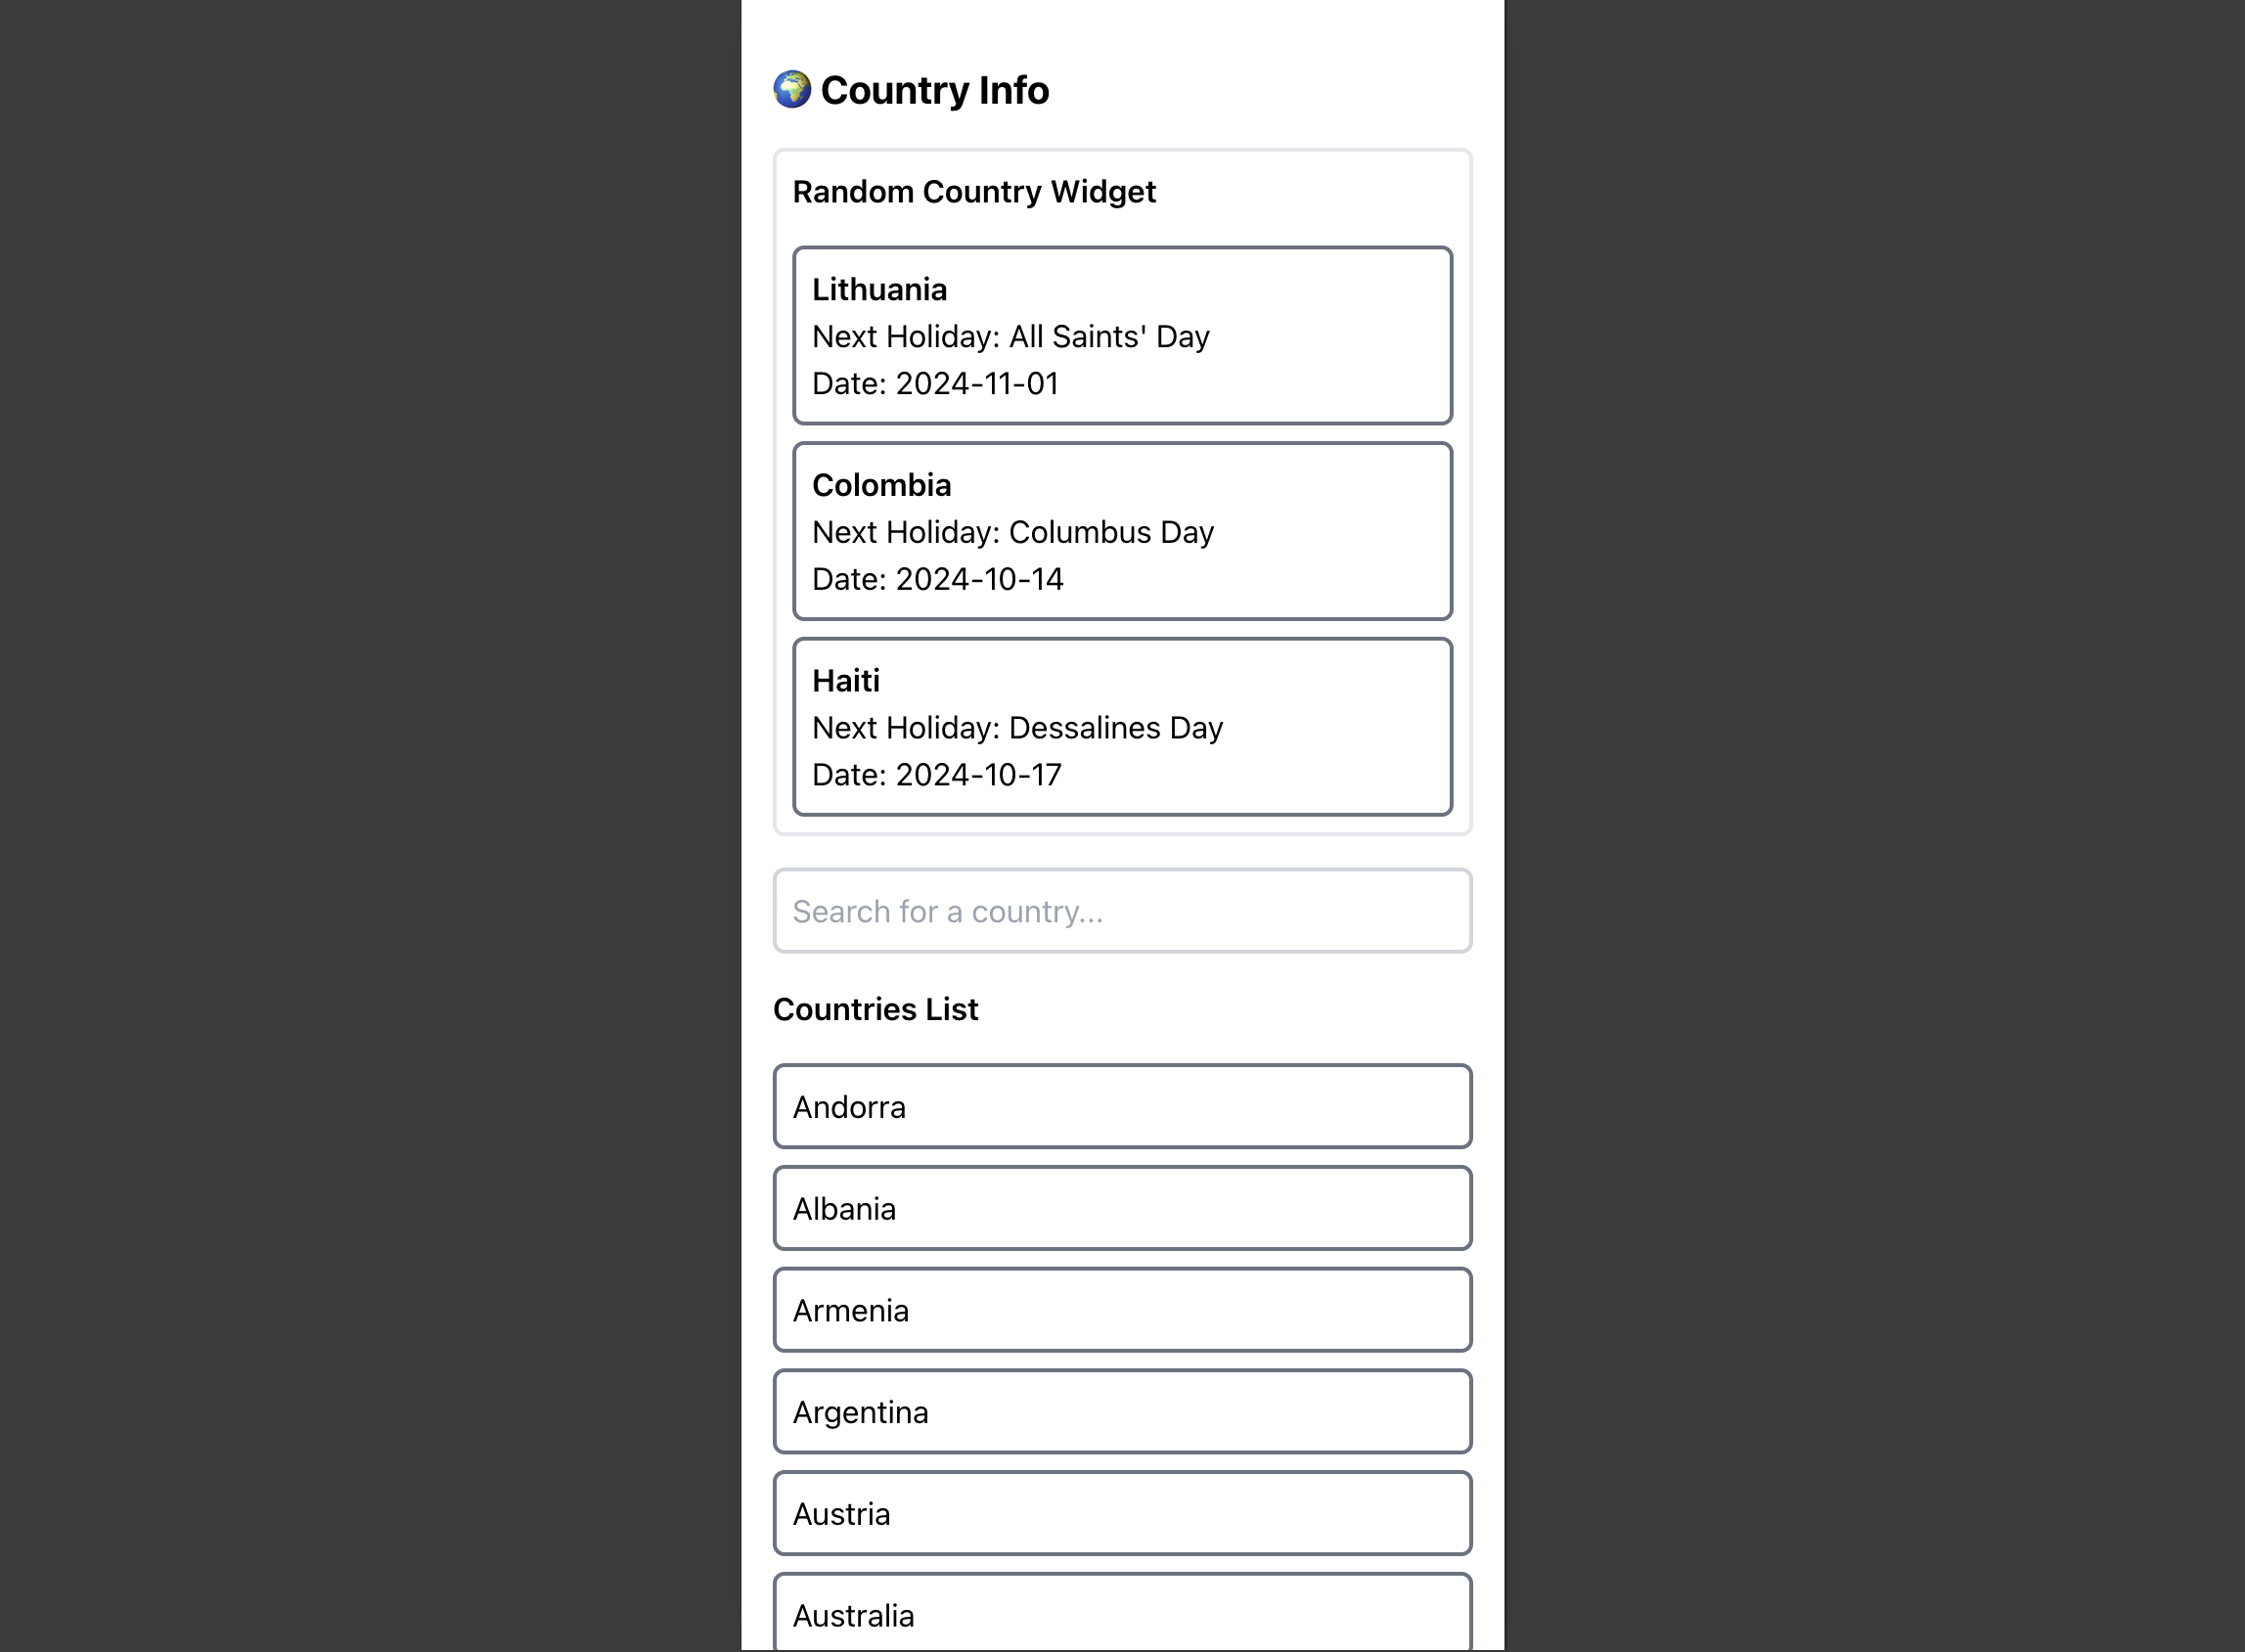 Country Info
Random Country Widget
Lithuania
Next Holiday: All Saints' Day
Date: 2024-11-01
Colombia
Next Holiday: Columbus Day
Date: 2024-10-14
Haiti
Next Holiday: Dessalines Day
Date: 2024-10-17
Search for a country...
Countries List
Andorra
Albania
Armenia
Argentina
Austria
Australia